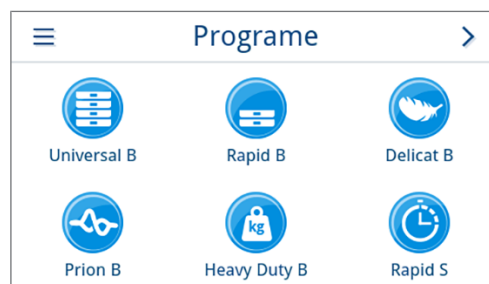 Programe
Universal B
Rapid B
Delicat B
kg
Prion B
Heavy Duty B
Rapid S